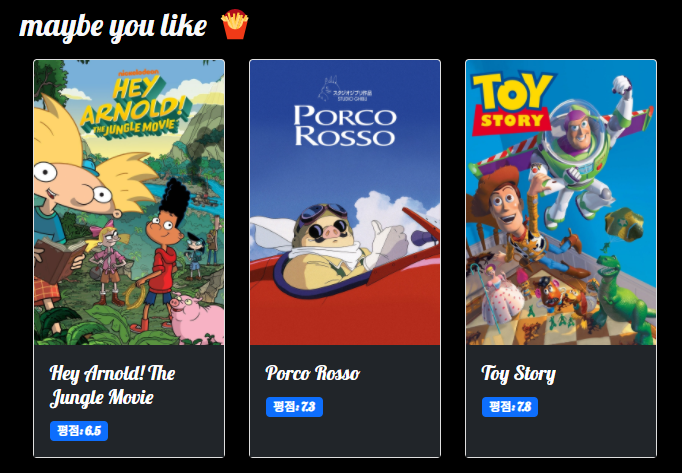 maybe you like 🍟
nickelodeon
HEY
ARNOLD!
THE JUNGLE MOVIE
スタジオジブリ作品
STUDIO GHIBLI
PORCO
ROSSO
TOY
STORY
Hey Arnold! The
Jungle Movie
평점: 6.5
Porco Rosso
평점: 7.3
Toy Story
평점: 7.8